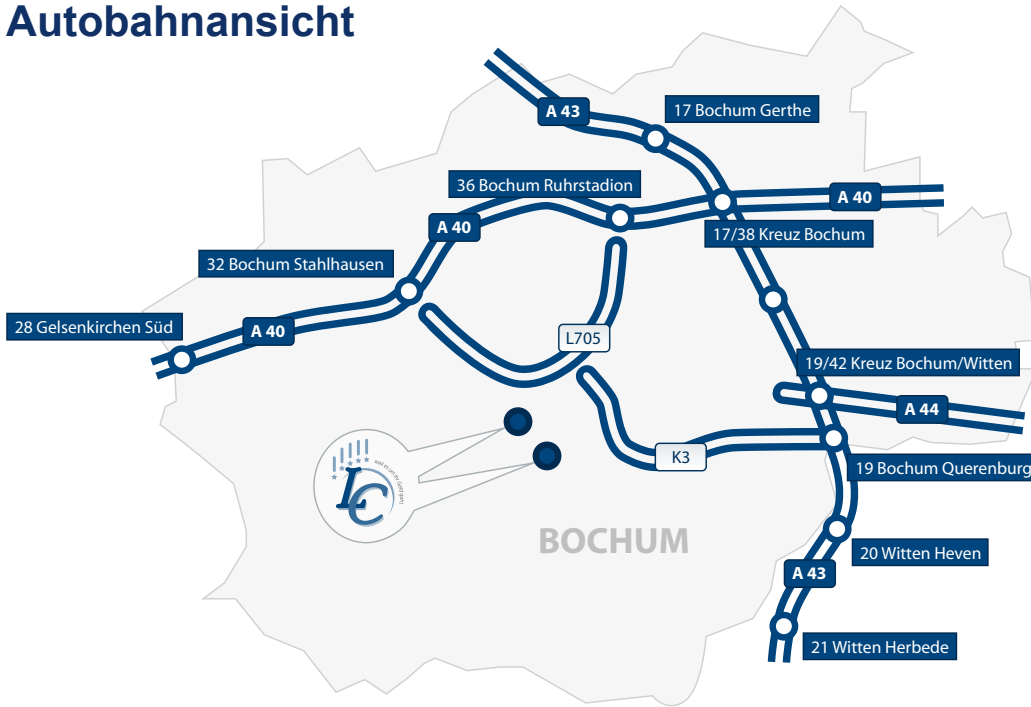 Autobahnansicht
A 43
17 Bochum Gerthe
36 Bochum Ruhrstadion
A 40
A 40
17/38 Kreuz Bochum
32 Bochum Stahlhausen
28 Gelsenkirchen Süd
A 40
L705
19/42 Kreuz Bochum/Witten
A 44
K3
19 Bochum Querenburg
LC
BOCHUM
20 Witten Heven
A 43
21 Witten Herbede